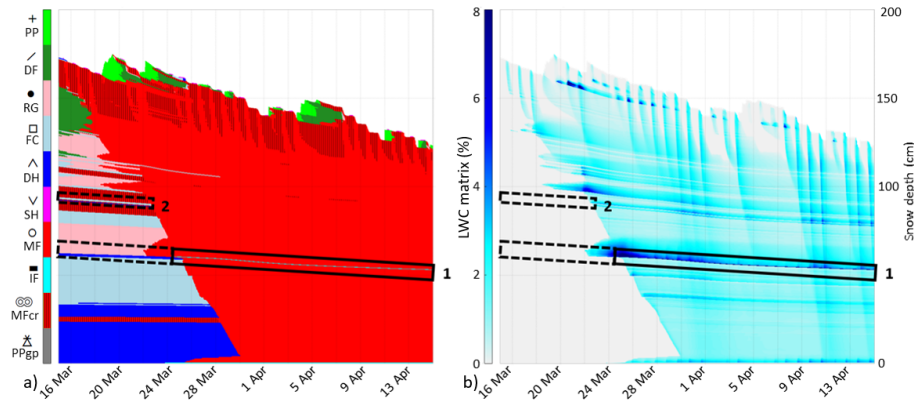 +
PP
DF
RG
FC
DH
SH
MF
IF
MFcr
PPgp
2
1
a)
16 Mar
20 Mar
24 Mar
28 Mar
1 Apr
5 Apr
9 Apr
13 Apr
LWC matrix (%)
8
6
4
2
0
2
1
b)
16 Mar
20 Mar
24 Mar
28 Mar
1 Apr
5 Apr
9 Apr
13 Apr
200
150
100
50
0
Snow depth (cm)